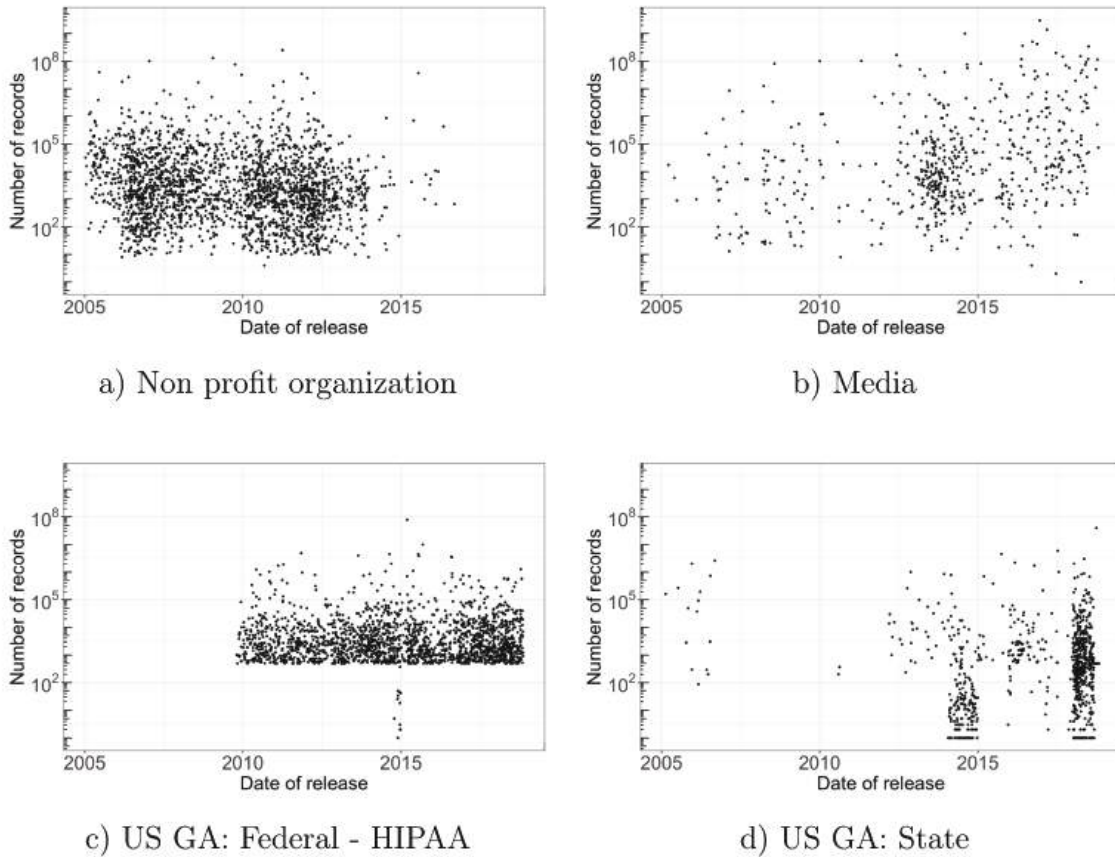 Number of records
10^8
10^5
10^2
2005 2010 2015
Date of release
a) Non profit organization
Number of records
10^8
10^5
10^2
2005 2010 2015
Date of release
b) Media
Number of records
10^8
10^5
10^2
2005 2010 2015
Date of release
c) US GA: Federal - HIPAA
Number of records
10^8
10^5
10^2
2005 2010 2015
Date of release
d) US GA: State